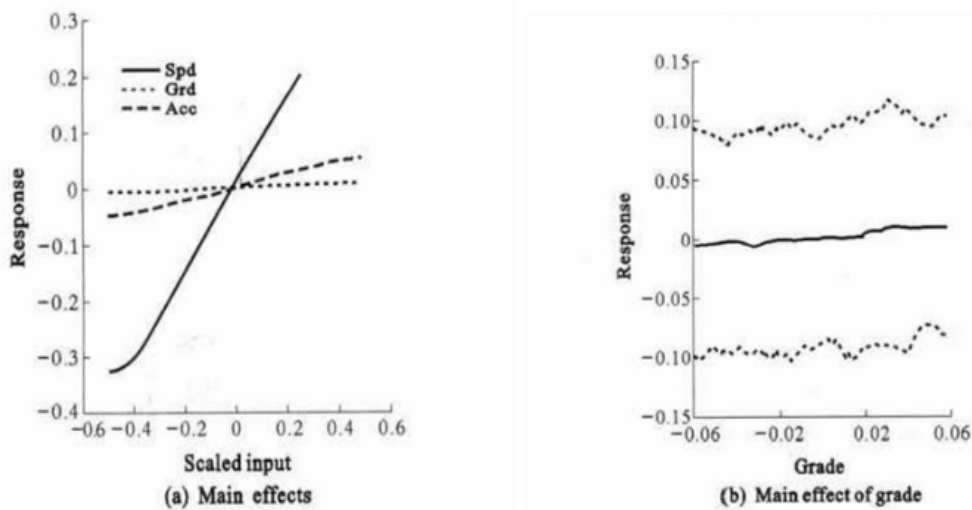 0.3
0.2
0.1
0
−0.1
−0.2
−0.3
−0.4
Response
Spd
Grd
Acc
−0.6 −0.4 −0.2 0 0.2 0.4 0.6
Scaled input
(a) Main effects
0.15
0.10
0.05
0
−0.05
−0.10
−0.15
Response
−0.06 −0.02 0.02 0.06
Grade
(b) Main effect of grade